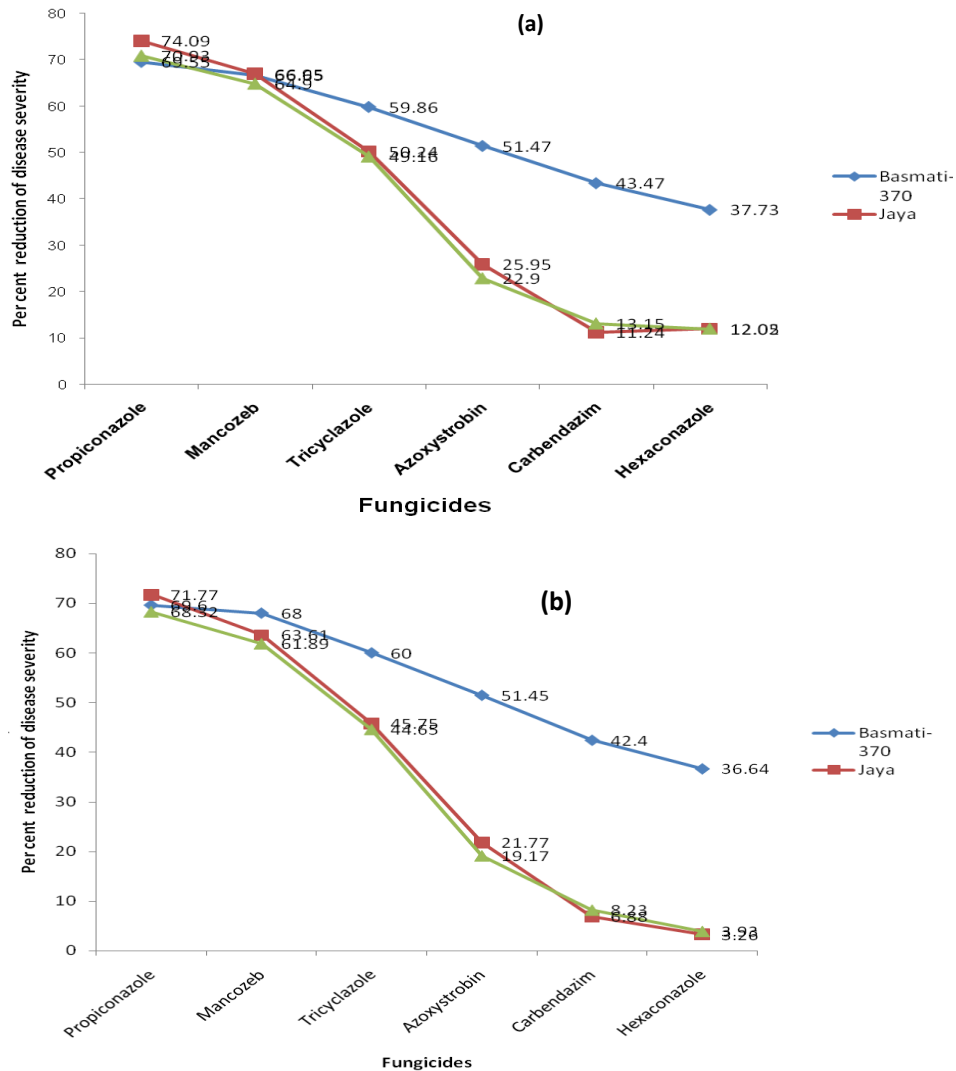 (a)
Per cent reduction of disease severity
80
70
60
50
40
30
20
10
0
74.09
70.93
69.55
66.95
64.9
59.86
50.24
49.16
51.47
25.95
22.9
43.47
13.15
11.24
37.73
12.05
Basmati-
370
Jaya
Propiconazole
Mancozeb
Tricyclazole
Azoxystrobin
Carbendazim
Hexaconazole
Fungicides
(b)
Per cent reduction of disease severity
80
70
60
50
40
30
20
10
0
71.77
69.6
68.32
68
63.61
61.89
60
45.75
44.65
51.45
21.77
19.17
42.4
8.23
6.88
36.64
3.93
3.26
Basmati-
370
Jaya
Propiconazole
Mancozeb
Tricyclazole
Azoxystrobin
Carbendazim
Hexaconazole
Fungicides